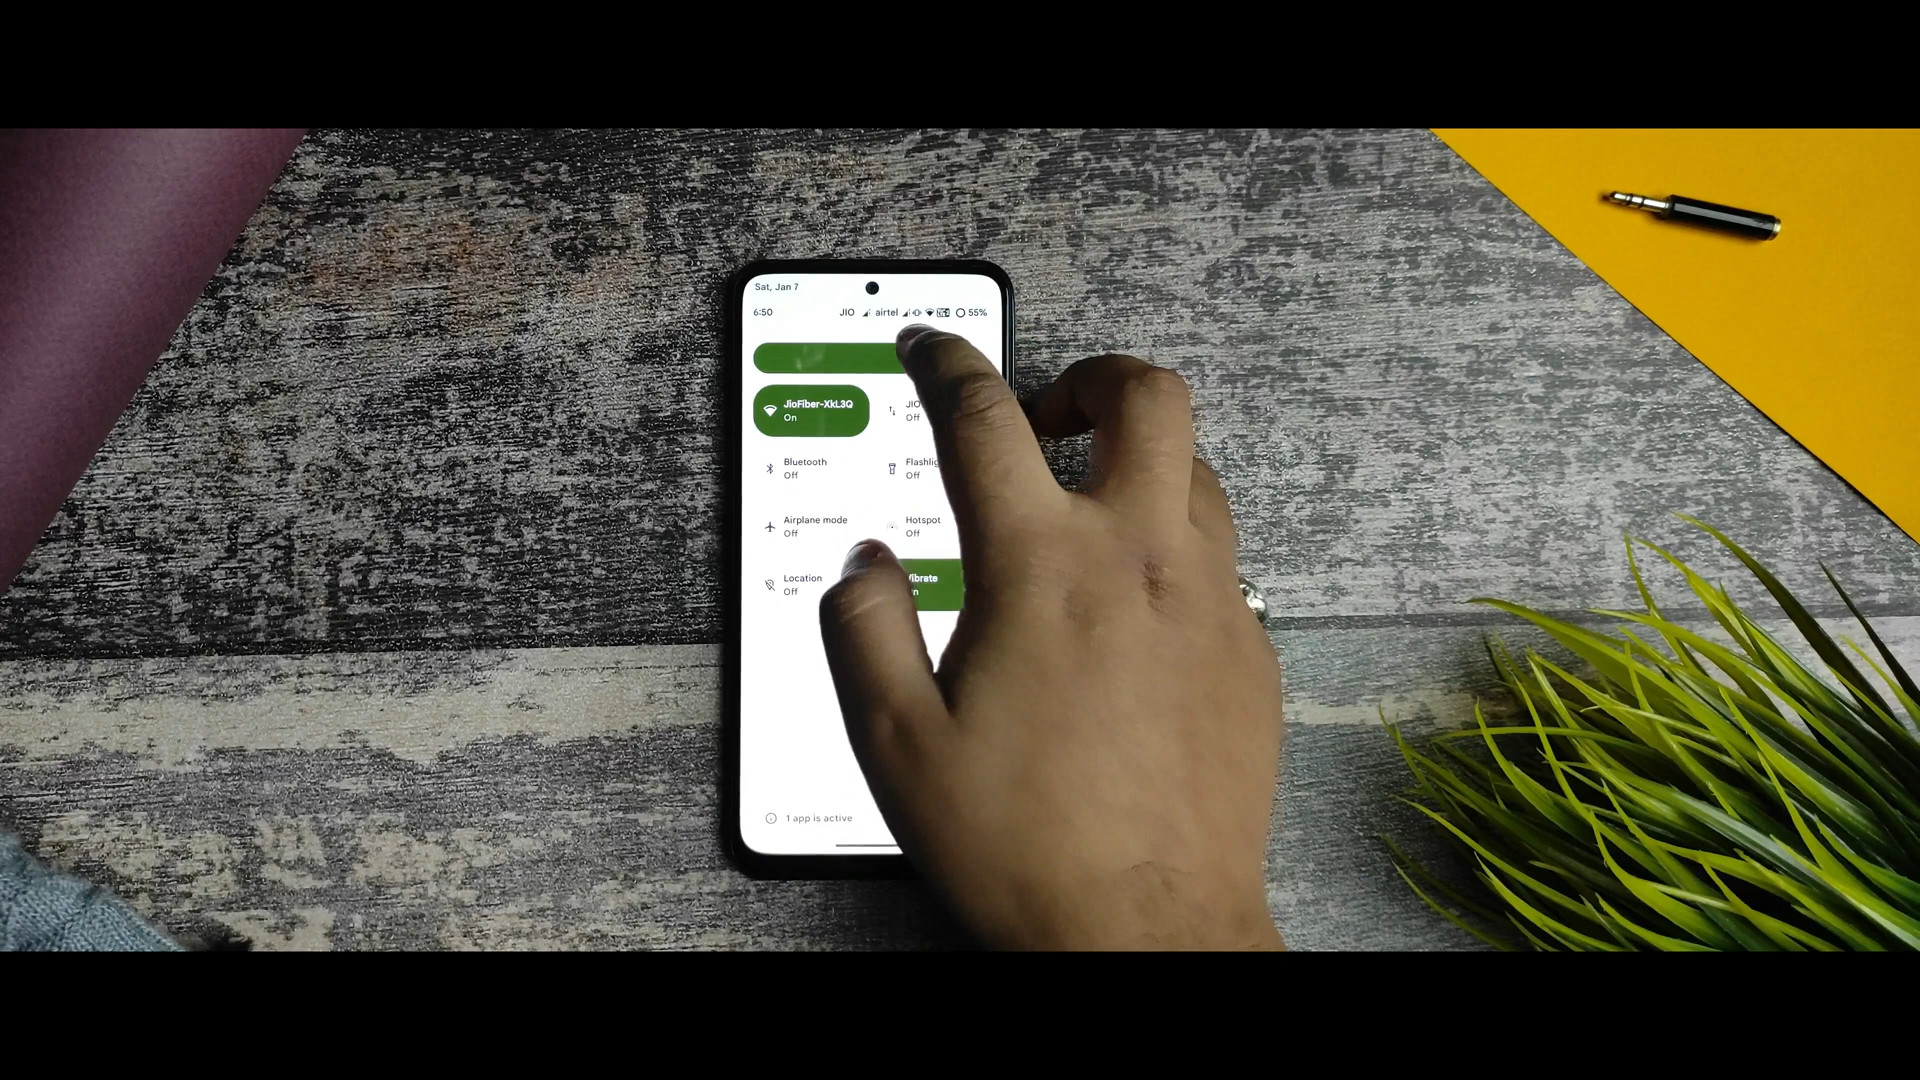 Sat, Jan 7
6:50 JIO airtel 55%
JioFiber-XkL3Q
On
JIO
Off
Bluetooth
Off
Off
Airplane mode
Off
Hotspot
Off
Location
Off
Vibrate
1 app is active